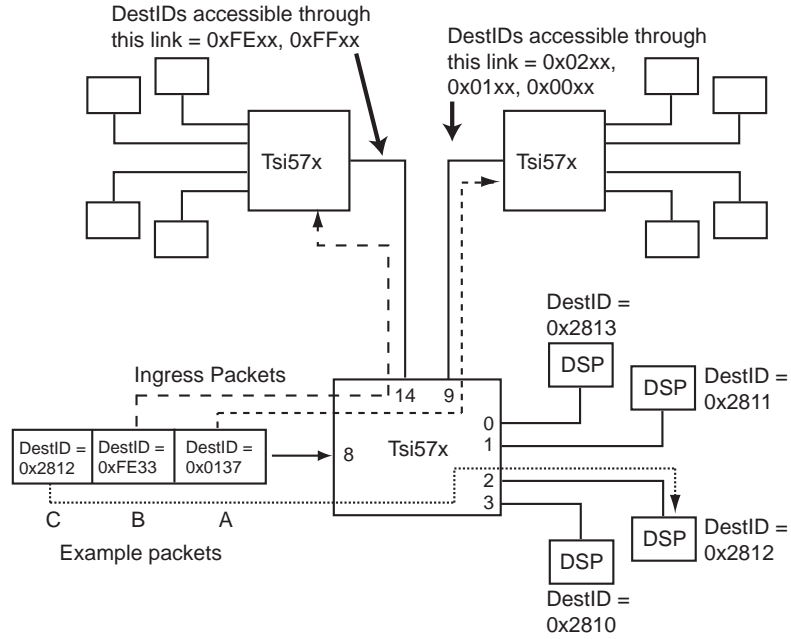 DestIDs accessible through
this link = 0xFExx, 0xFFxx
DestIDs accessible through
this link = 0x02xx,
0x01xx, 0x00xx
Tsi57x
Tsi57x
DestID =
0x2813
Ingress Packets
14
9
DSP
DSP
DestID =
0x2811
0
1
DestID =
0x2812
DestID =
0xFE33
DestID =
0x0137
8
Tsi57x
2
3
C
B
A
DSP
DestID =
0x2812
Example packets
DSP
DestID =
0x2810